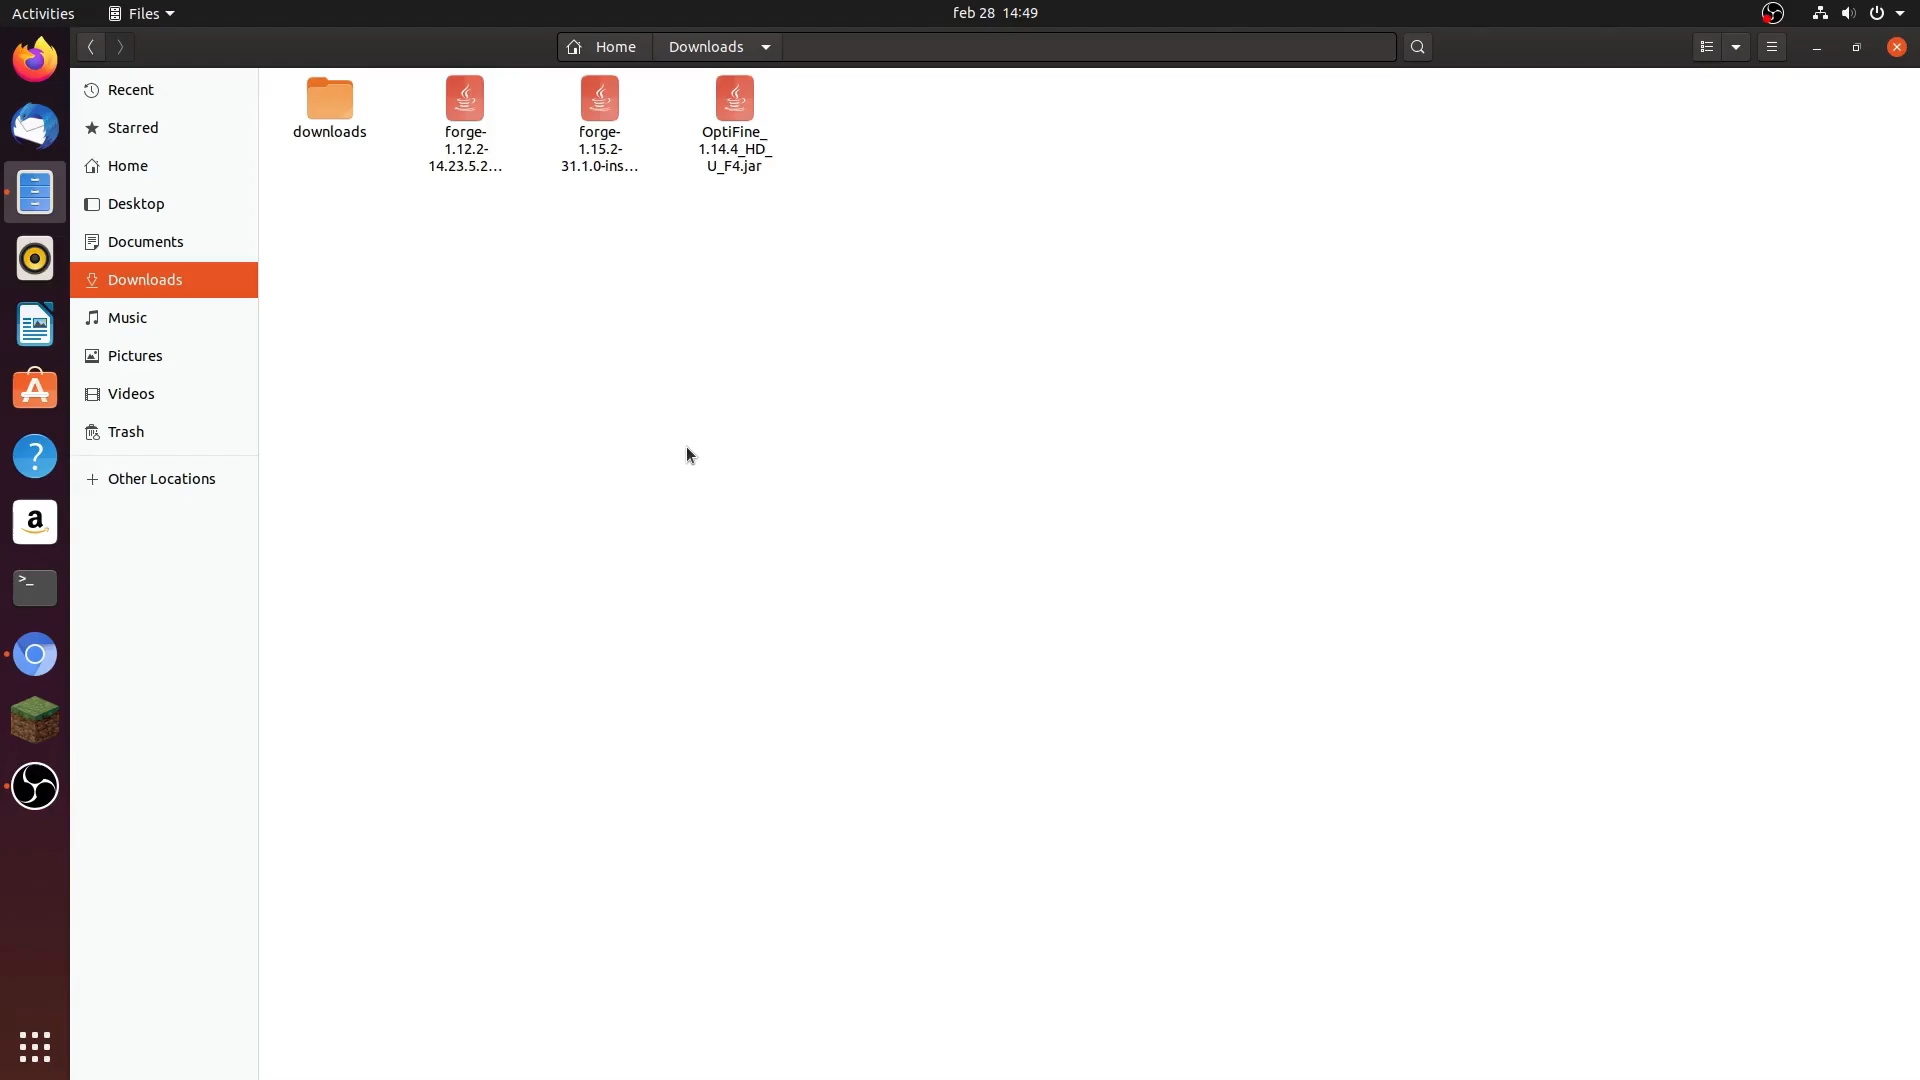 Activities
Files
feb 28 14:49
Home
Downloads
Recent
Starred
Home
Desktop
Documents
Downloads
Music
Pictures
Videos
Trash
Other Locations
downloads
forge-
1.12.2-
14.23.5.2...
forge-
1.15.2-
31.1.0-ins...
OptiFine_
1.14.4_HD_
U_F4.jar
?
a
>_